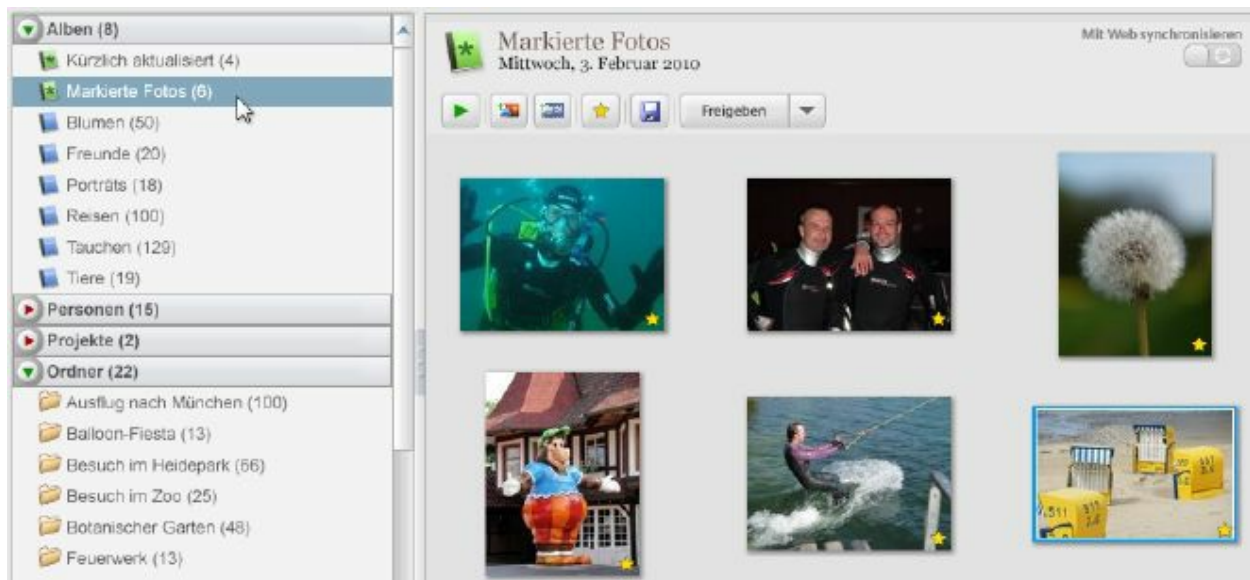 Alben (8)
Kürzlich aktualisiert (4)
Markierte Fotos (6)
Blumen (50)
Freunde (20)
Porträts (18)
Reisen (100)
Tauchen (129)
Tiere (19)
Personen (15)
Projekte (2)
Ordner (22)
Ausflug nach München (100)
Balloon-Fiesta (13)
Besuch im Heidepark (66)
Besuch im Zoo (25)
Botanischer Garten (48)
Feuerwerk (13)
Markierte Fotos
Mittwoch, 3. Februar 2010
Mit Web synchronisieren
Freigeben